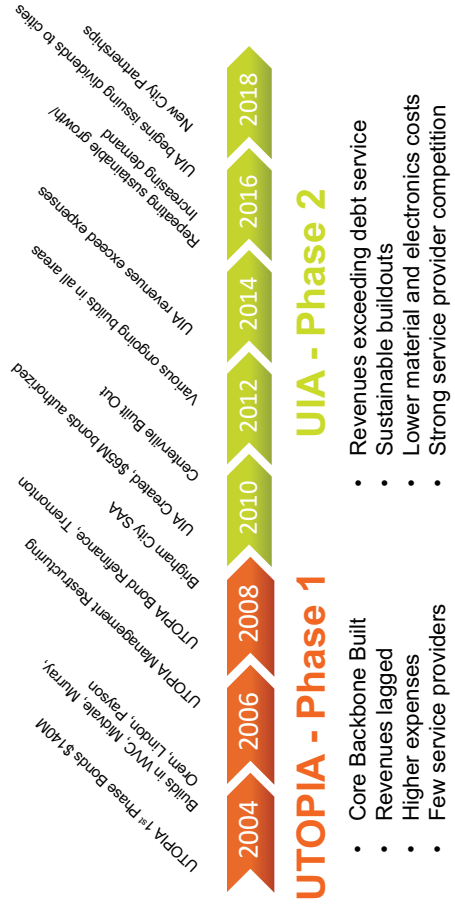 UTOPIA 1st Phase Bonds $140M
Builds in WVC, Midvale, Murray,
Orem, Lindon, Payson
UTOPIA Management Restructuring
UTOPIA Bond Refinance, Tremonton
Brigham City SAA
UIA Created, $65M bonds authorized
Centerville Built Out
Various ongoing builds in all areas
UIA revenues exceed expenses
Repeating sustainable growth/
Increasing demand
UIA begins issuing dividends to cities
New City Partnerships
2004
2006
2008
2010
2012
2014
2016
2018
UTOPIA - Phase 1
• Core Backbone Built
• Revenues lagged
• Higher expenses
• Few service providers
UIA - Phase 2
• Revenues exceeding debt service
• Sustainable buildouts
• Lower material and electronics costs
• Strong service provider competition